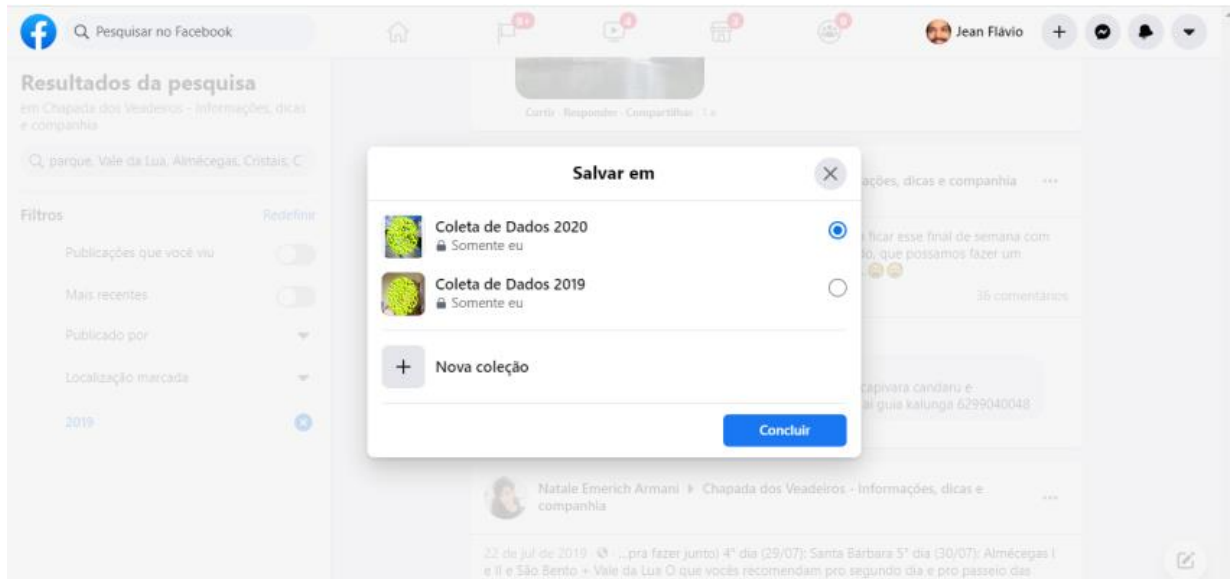 Pesquisar no Facebook
9+
4
3
6
Jean Flávio
Resultados da pesquisa
em Chapada dos Veadeiros - Informações, dicas
e companhia
parque, Vale da Lua, Almécegas, Cristais, C
Filtros
Redefinir
Publicações que você viu
Mais recentes
Publicado por
Localização marcada
2019
Curtir · Responder · Compartilhar · 1 a
Salvar em
Coleta de Dados 2020
Somente eu
Coleta de Dados 2019
Somente eu
Nova coleção
Concluir
ações, dicas e companhia
ficar esse final de semana com
do, que possamos fazer um
36 comentários
capivara candaru e
ai guia kalunga 6299040048
Natale Emerich Armani ▸ Chapada dos Veadeiros - Informações, dicas e
companhia
22 de jul de 2019 · ...pra fazer junto) 4° dia (29/07): Santa Bárbara 5° dia (30/07): Almécegas I
e II e São Bento + Vale da Lua O que vocês recomendam pro segundo dia e pro passeio das